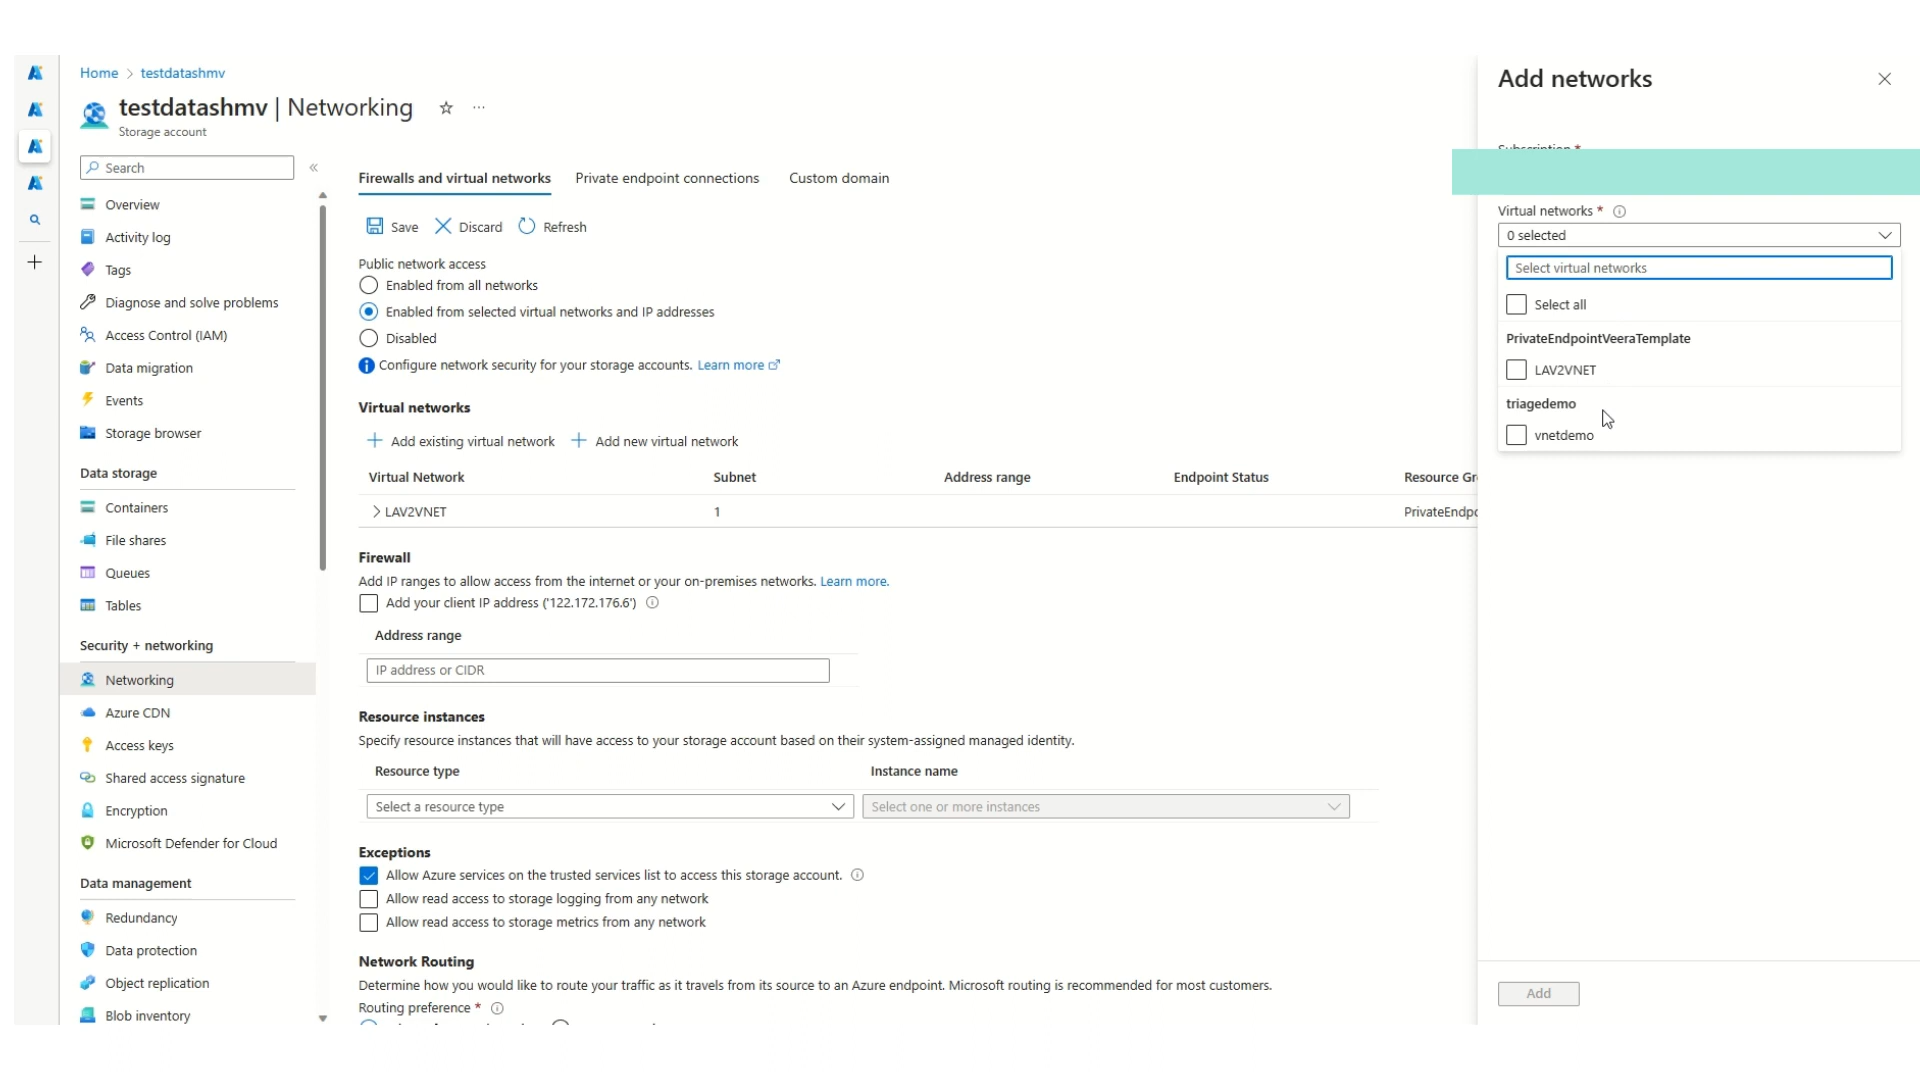 Home > testdatashmv
testdatashmv | Networking
Storage account
Search
Overview
Activity log
Tags
Diagnose and solve problems
Access Control (IAM)
Data migration
Events
Storage browser
Data storage
Containers
File shares
Queues
Tables
Security + networking
Networking
Azure CDN
Access keys
Shared access signature
Encryption
Microsoft Defender for Cloud
Data management
Redundancy
Data protection
Object replication
Blob inventory
Firewalls and virtual networks Private endpoint connections Custom domain
Save Discard Refresh
Public network access
Enabled from all networks
Enabled from selected virtual networks and IP addresses
Disabled
Configure network security for your storage accounts. Learn more
Virtual networks
Add existing virtual network Add new virtual network
Virtual Network Subnet Address range Endpoint Status Resource Gr
LAV2VNET 1 PrivateEndpo
Firewall
Add IP ranges to allow access from the internet or your on-premises networks. Learn more.
Add your client IP address ('122.172.176.6')
Address range
IP address or CIDR
Resource instances
Specify resource instances that will have access to your storage account based on their system-assigned managed identity.
Resource type Instance name
Select a resource type Select one or more instances
Exceptions
Allow Azure services on the trusted services list to access this storage account.
Allow read access to storage logging from any network
Allow read access to storage metrics from any network
Network Routing
Determine how you would like to route your traffic as it travels from its source to an Azure endpoint. Microsoft routing is recommended for most customers.
Routing preference *
Add networks
Subscription *
Virtual networks *
0 selected
Select virtual networks
Select all
PrivateEndpointVeeraTemplate
LAV2VNET
triagedemo
vnetdemo
Add